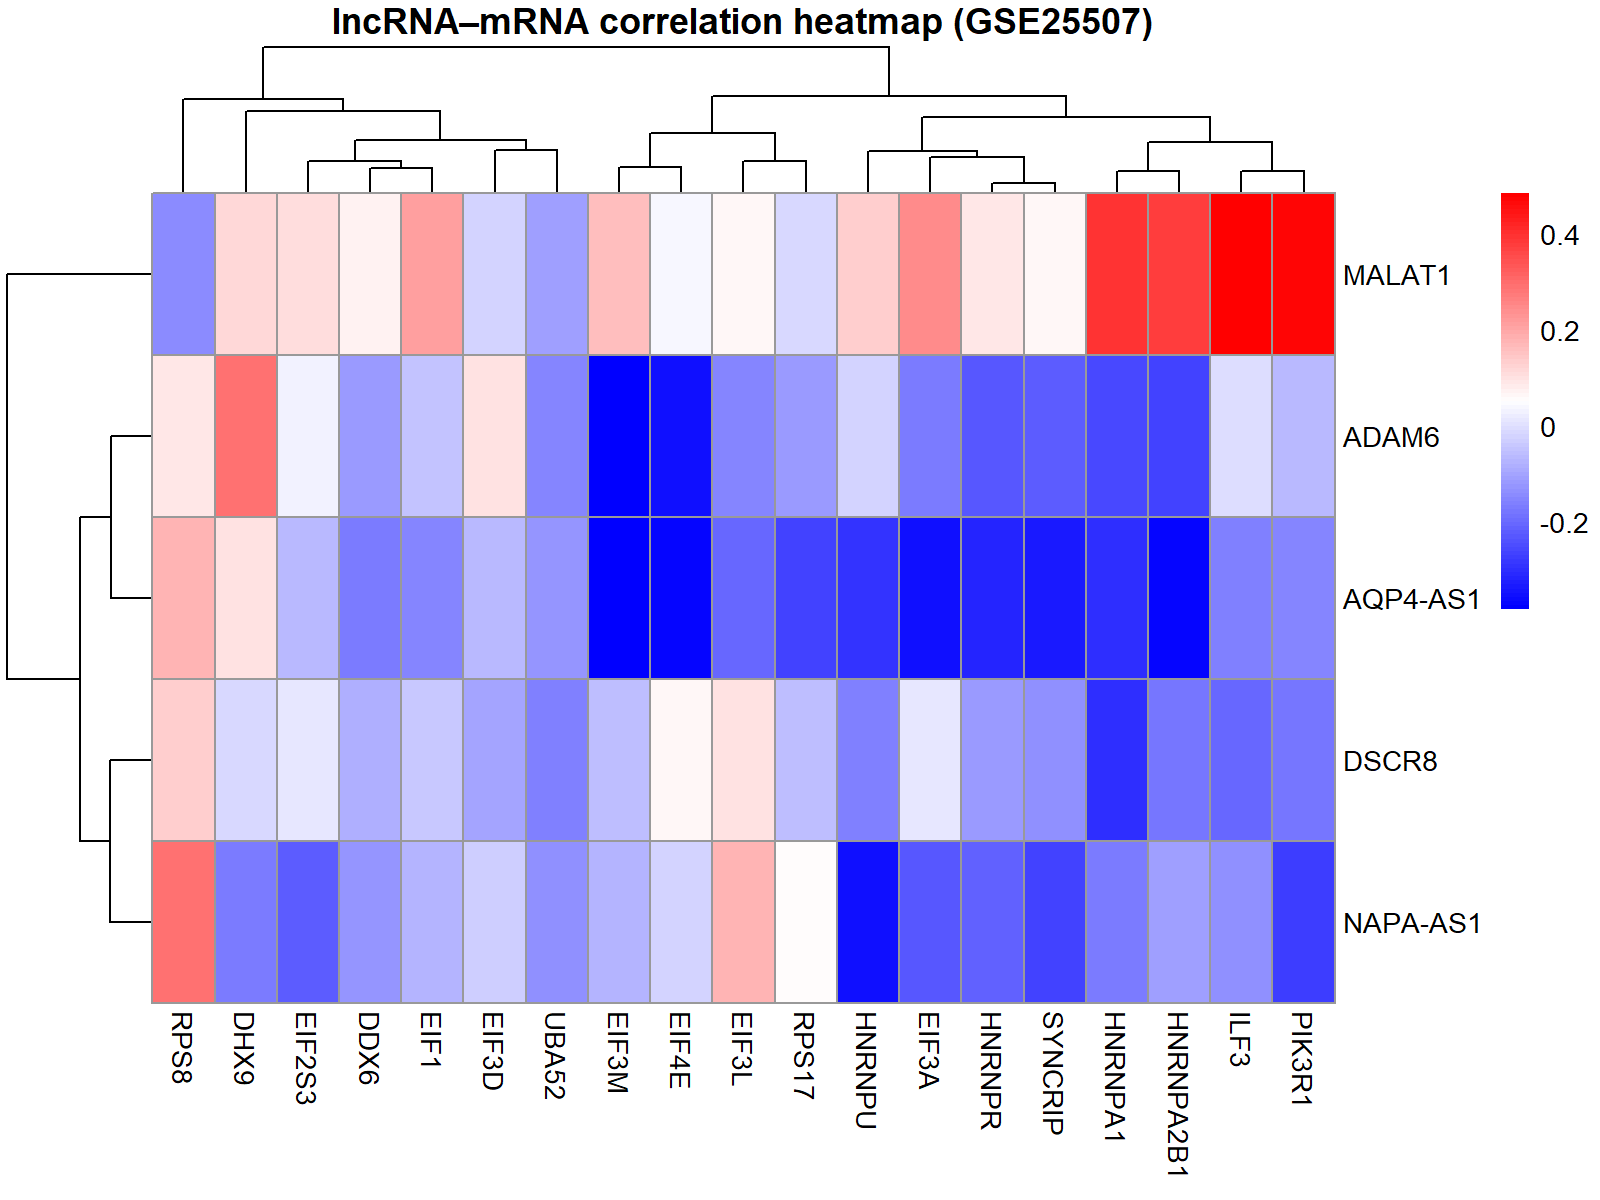 lncRNA–mRNA correlation heatmap (GSE25507)
0.4
0.2
0
-0.2
MALAT1
ADAM6
AQP4-AS1
DSCR8
NAPA-AS1
RPS8
DHX9
EIF2S3
DDX6
EIF1
EIF3D
UBA52
EIF3M
EIF4E
EIF3L
RPS17
HNRNPU
EIF3A
HNRNPR
SYNCRIP
HNRNPA1
HNRNPA2B1
ILF3
PIK3R1